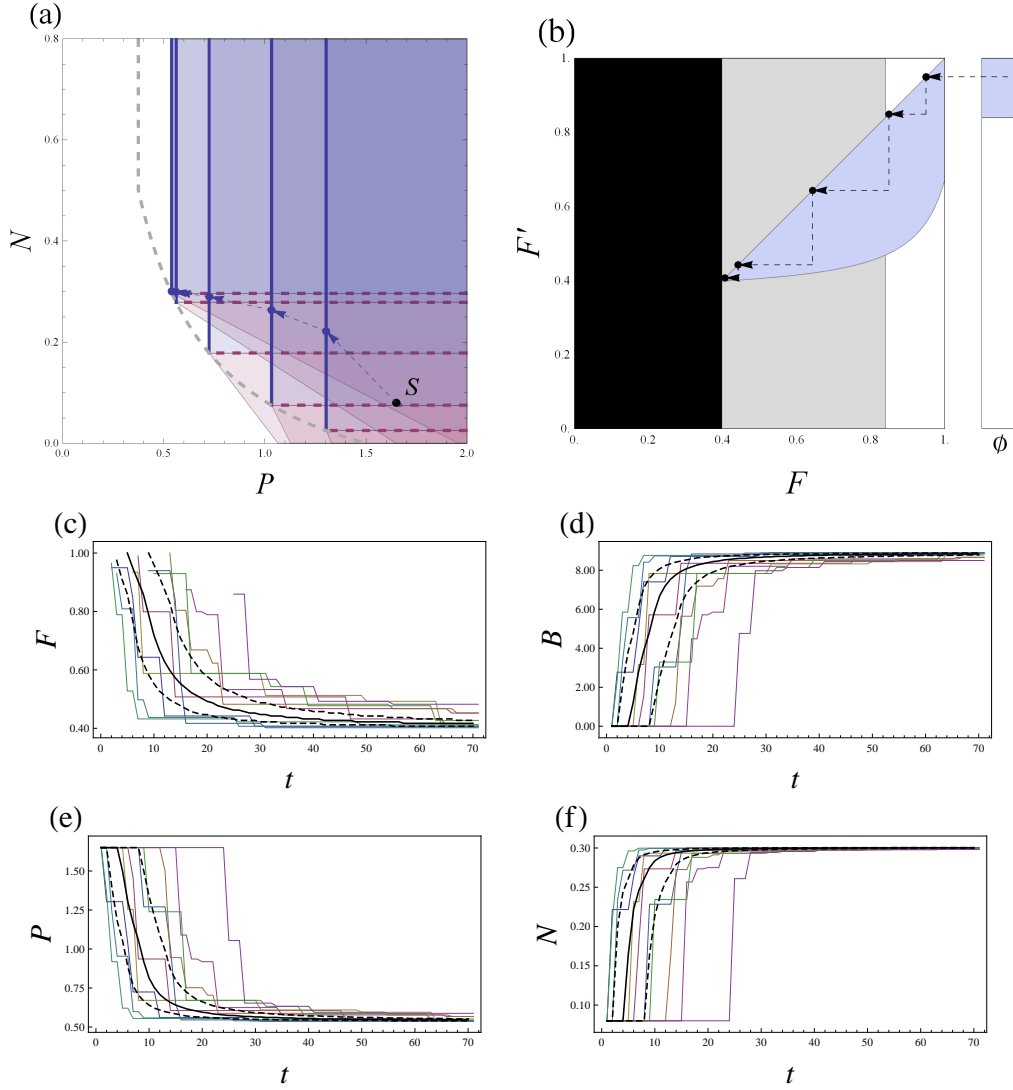 (a)
0.8
0.6
0.4
0.2
0.0
N
S
0.0 0.5 1.0 1.5 2.0
P
(b)
1.
0.8
0.6
0.4
0.2
0.
F'
0. 0.2 0.4 0.6 0.8 1.
ϕ
F
(c)
1.00
0.80
0.60
0.40
F
0 10 20 30 40 50 60 70
t
(d)
8.00
6.00
4.00
2.00
0.00
B
0 10 20 30 40 50 60 70
t
(e)
1.50
1.25
1.00
0.75
0.50
P
0 10 20 30 40 50 60 70
t
(f)
0.30
0.25
0.20
0.15
0.10
N
0 10 20 30 40 50 60 70
t